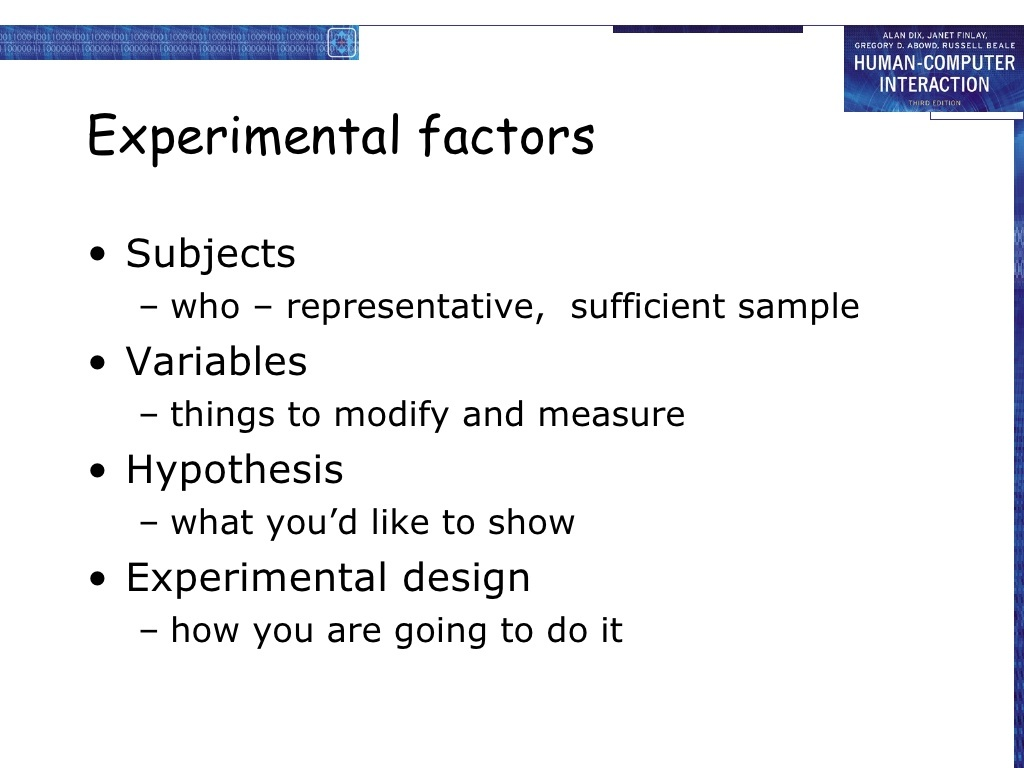 ALAN DIX, JANET FINLAY,
GREGORY D. ABOWD, RUSSELL BEALE
HUMAN-COMPUTER
INTERACTION
THIRD EDITION
Experimental factors
• Subjects
– who – representative,  sufficient sample
• Variables
– things to modify and measure
• Hypothesis
– what you’d like to show
• Experimental design
– how you are going to do it